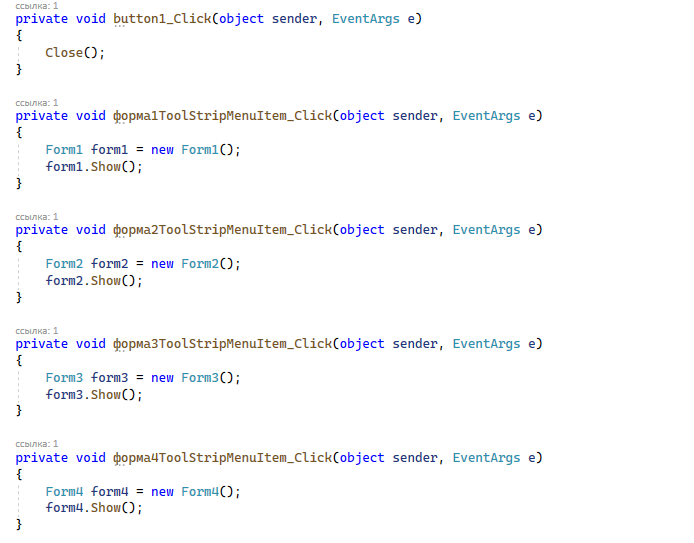 ссылка: 1
private void button1_Click(object sender, EventArgs e)
{
Close();
}
ссылка: 1
private void форма1ToolStripMenuItem_Click(object sender, EventArgs e)
{
Form1 form1 = new Form1();
form1.Show();
}
ссылка: 1
private void форма2ToolStripMenuItem_Click(object sender, EventArgs e)
{
Form2 form2 = new Form2();
form2.Show();
}
ссылка: 1
private void форма3ToolStripMenuItem_Click(object sender, EventArgs e)
{
Form3 form3 = new Form3();
form3.Show();
}
ссылка: 1
private void форма4ToolStripMenuItem_Click(object sender, EventArgs e)
{
Form4 form4 = new Form4();
form4.Show();
}